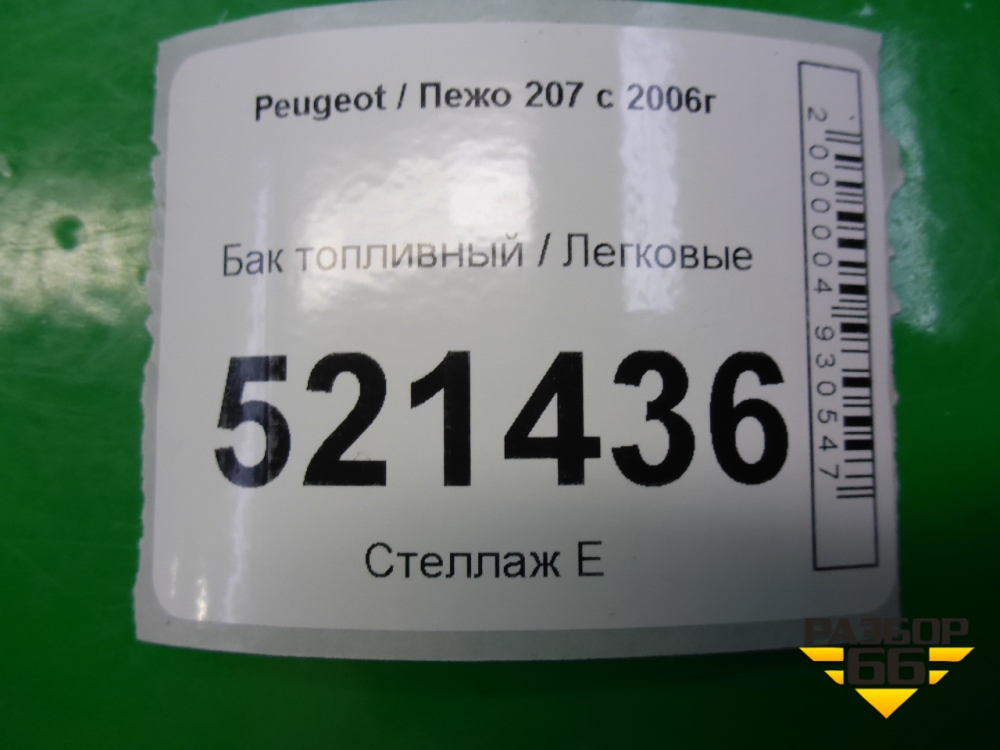 Peugeot / Пежо 207 с 2006г
Бак топливный / Легковые
521436
Стеллаж Е
2000004930547
РАЗБОР
66